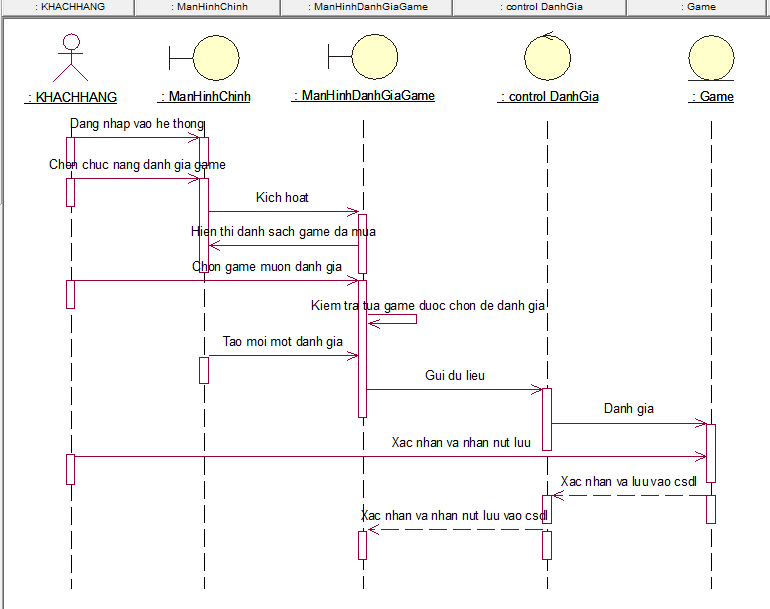 : KHACHHANG
: ManHinhChinh
: ManHinhDanhGiaGame
: control DanhGia
: Game
: KHACHHANG
: ManHinhChinh
: ManHinhDanhGiaGame
: control DanhGia
: Game
Dang nhap vao he thong
Chon chuc nang danh gia game
Kich hoat
Hien thi danh sach game da mua
Chon game muon danh gia
Kiem tra tua game duoc chon de danh gia
Tao moi mot danh gia
Gui du lieu
Danh gia
Xac nhan va nhan nut luu
Xac nhan va luu vao csdl
Xac nhan va nhan nut luu vao csdl